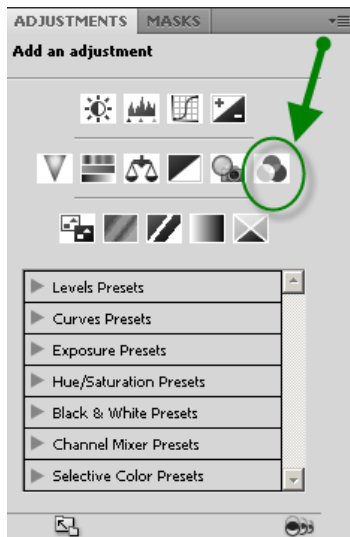 ADJUSTMENTS MASKS
Add an adjustment
Levels Presets
Curves Presets
Exposure Presets
Hue/Saturation Presets
Black & White Presets
Channel Mixer Presets
Selective Color Presets